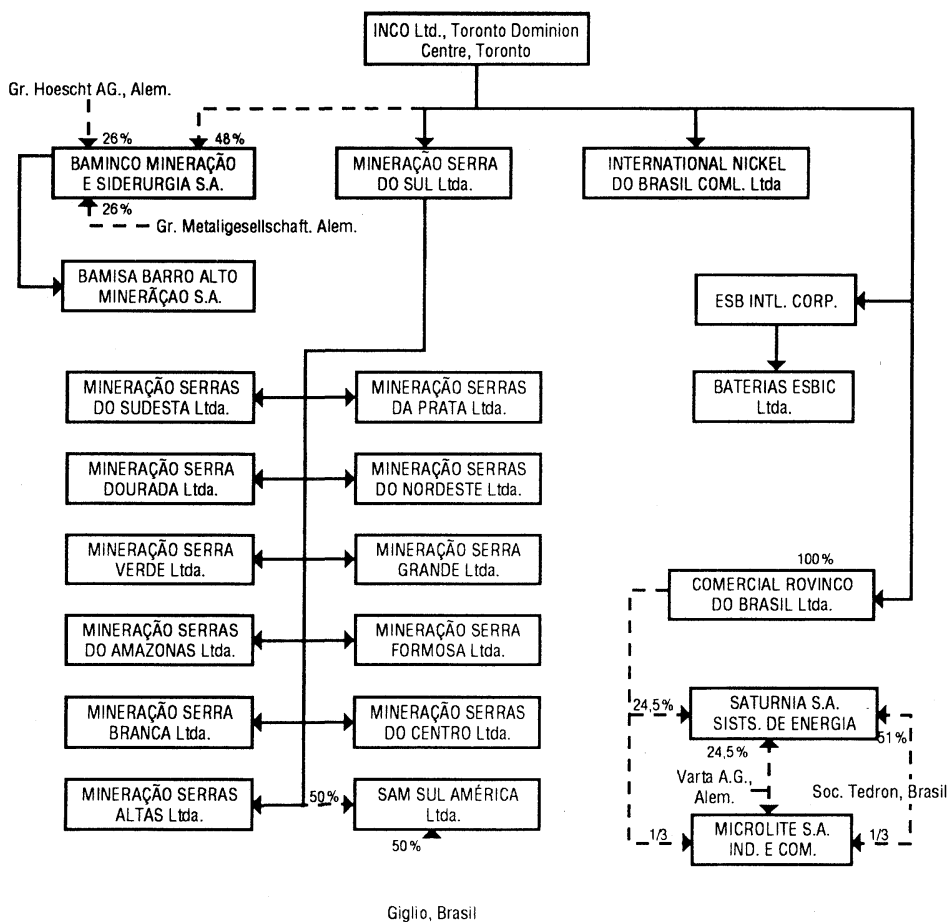 INCO Ltd., Toronto Dominion
Centre, Toronto
Gr. Hoescht AG., Alem.
26%
48%
BAMINCO MINERAÇÃO
E SIDERURGIA S.A.
MINERAÇÃO SERRA
DO SUL Ltda.
INTERNATIONAL NICKEL
DO BRASIL COML. Ltda
26%
Gr. Metaligesellschaft. Alem.
BAMISA BARRO ALTO
MINERÃÇAO S.A.
ESB INTL. CORP.
BATERIAS ESBIC
Ltda.
MINERAÇÃO SERRAS
DO SUDESTA Ltda.
MINERAÇÃO SERRAS
DA PRATA Ltda.
MINERAÇÃO SERRA
DOURADA Ltda.
MINERAÇÃO SERRAS
DO NORDESTE Ltda.
MINERAÇÃO SERRA
VERDE Ltda.
MINERAÇÃO SERRA
GRANDE Ltda.
100%
COMERCIAL ROVINCO
DO BRASIL Ltda.
MINERAÇÃO SERRAS
DO AMAZONAS Ltda.
MINERAÇÃO SERRA
FORMOSA Ltda.
MINERAÇÃO SERRA
BRANCA Ltda.
MINERAÇÃO SERRAS
DO CENTRO Ltda.
24,5%
SATURNIA S.A.
SISTS. DE ENERGIA
51%
24,5%
Varta A.G.,
Alem.
Soc. Tedron, Brasil
MINERAÇÃO SERRAS
ALTAS Ltda.
50%
SAM SUL AMÉRICA
Ltda.
50%
1/3
MICROLITE S.A.
IND. E COM.
1/3
Giglio, Brasil